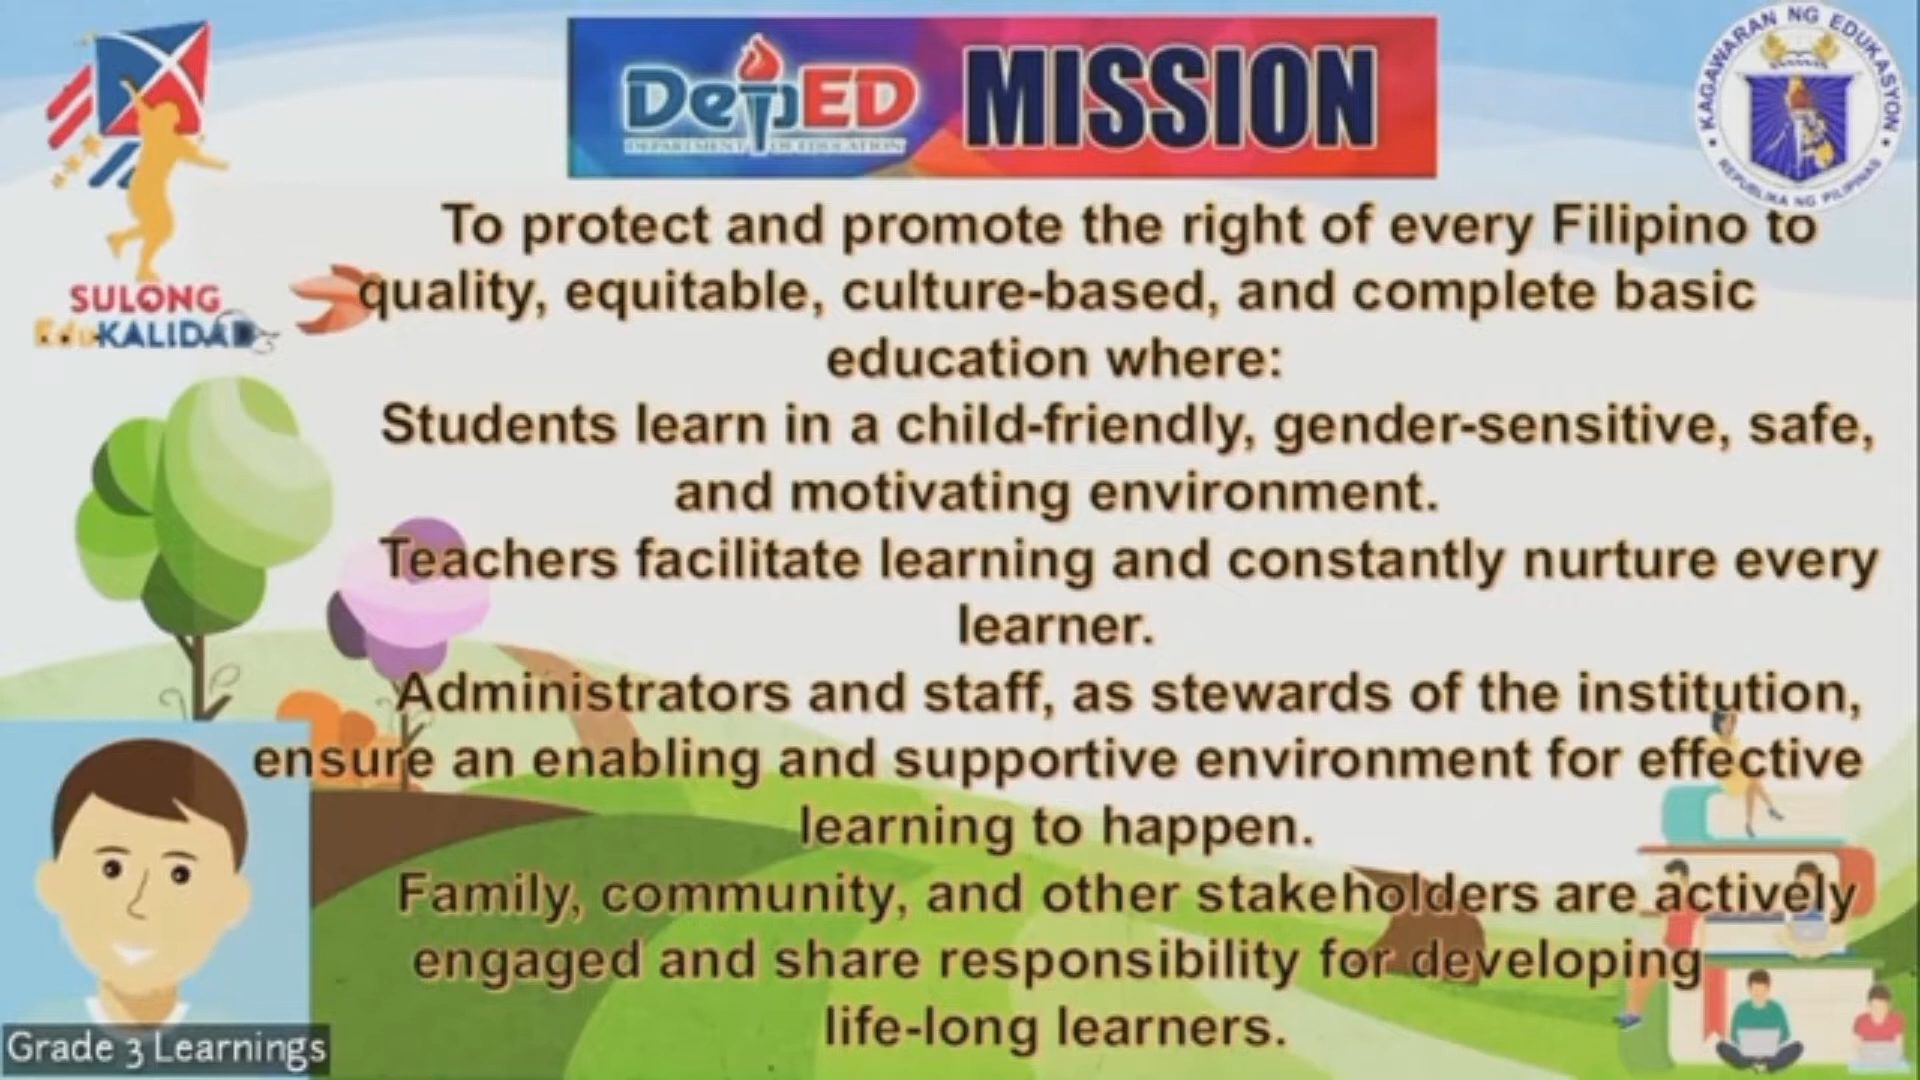 DepED MISSION
DEPARTMENT OF EDUCATION
KAGAWARAN NG EDUKASYON
REPUBLIKA NG PILIPINAS
SULONG
EduKALIDAD
To protect and promote the right of every Filipino to
quality, equitable, culture-based, and complete basic
education where:
Students learn in a child-friendly, gender-sensitive, safe,
and motivating environment.
Teachers facilitate learning and constantly nurture every
learner.
Administrators and staff, as stewards of the institution,
ensure an enabling and supportive environment for effective
learning to happen.
Family, community, and other stakeholders are actively
engaged and share responsibility for developing
life-long learners.
Grade 3 Learnings